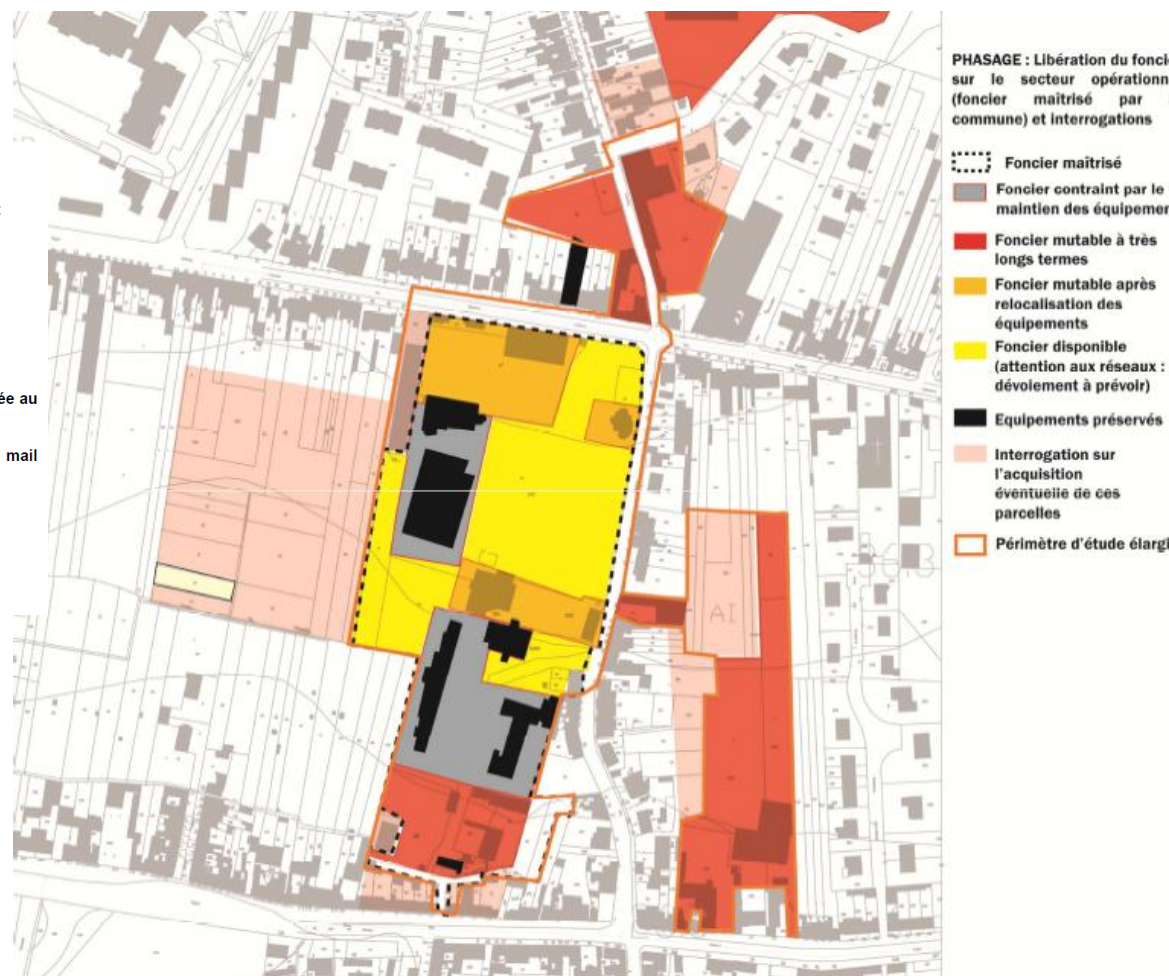 PHASAGE : Libération du foncie
sur le secteur opérationn
(foncier maîtrisé par
commune) et interrogations
Foncier maîtrisé
Foncier contraint par le
maintien des équipemer
Foncier mutable à très
longs termes
Foncier mutable après
relocalisation des
équipements
Foncier disponible
(attention aux réseaux :
dévoiement à prévoir)
Equipements préservés
Interrogation sur
l'acquisition
éventuelle de ces
parcelles
Périmètre d'étude élargi
ée au
mail
AI